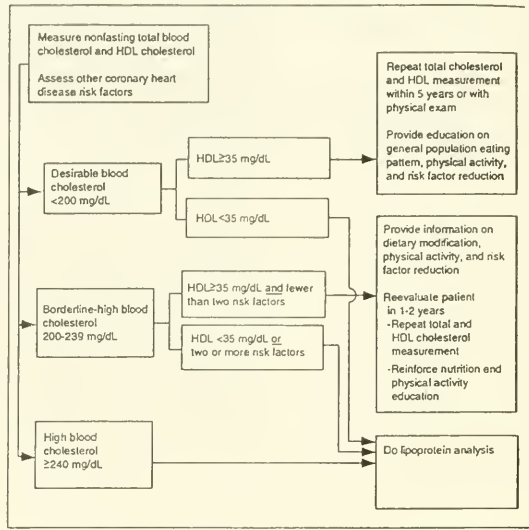 Measure nonfasting total blood
cholesterol and HDL cholesterol
Assess other coronary heart
disease risk factors
Repeat total cholesterol
and HDL measurement
within 5 years or with
physical exam
Provide education on
general population eating
pattern, physical activity,
and risk factor reduction
Desirable blood
cholesterol
<200 mg/dL
HDL≥35 mg/dL
HDL<35 mg/dL
Provide information on
dietary modification,
physical activity, and risk
factor reduction
Reevaluate patient
in 1-2 years
-Repeat total and
HDL cholesterol
measurement
-Reinforce nutrition and
physical activity
education
Borderline-high blood
cholesterol
200-239 mg/dL
HDL≥35 mg/dL and fewer
than two risk factors
HDL <35 mg/dL or
two or more risk factors
High blood
cholesterol
≥240 mg/dL
Do lipoprotein analysis